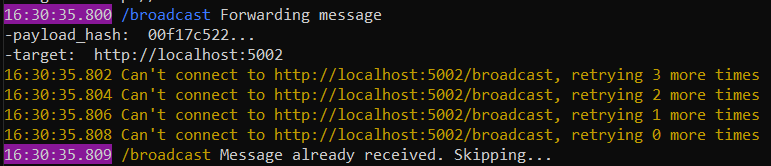 16:30:35.800 /broadcast Forwarding message
-payload_hash:  00f17c522...
-target:  http://localhost:5002
16:30:35.802 Can't connect to http://localhost:5002/broadcast, retrying 3 more times
16:30:35.804 Can't connect to http://localhost:5002/broadcast, retrying 2 more times
16:30:35.806 Can't connect to http://localhost:5002/broadcast, retrying 1 more times
16:30:35.808 Can't connect to http://localhost:5002/broadcast, retrying 0 more times
16:30:35.809 /broadcast Message already received. Skipping...